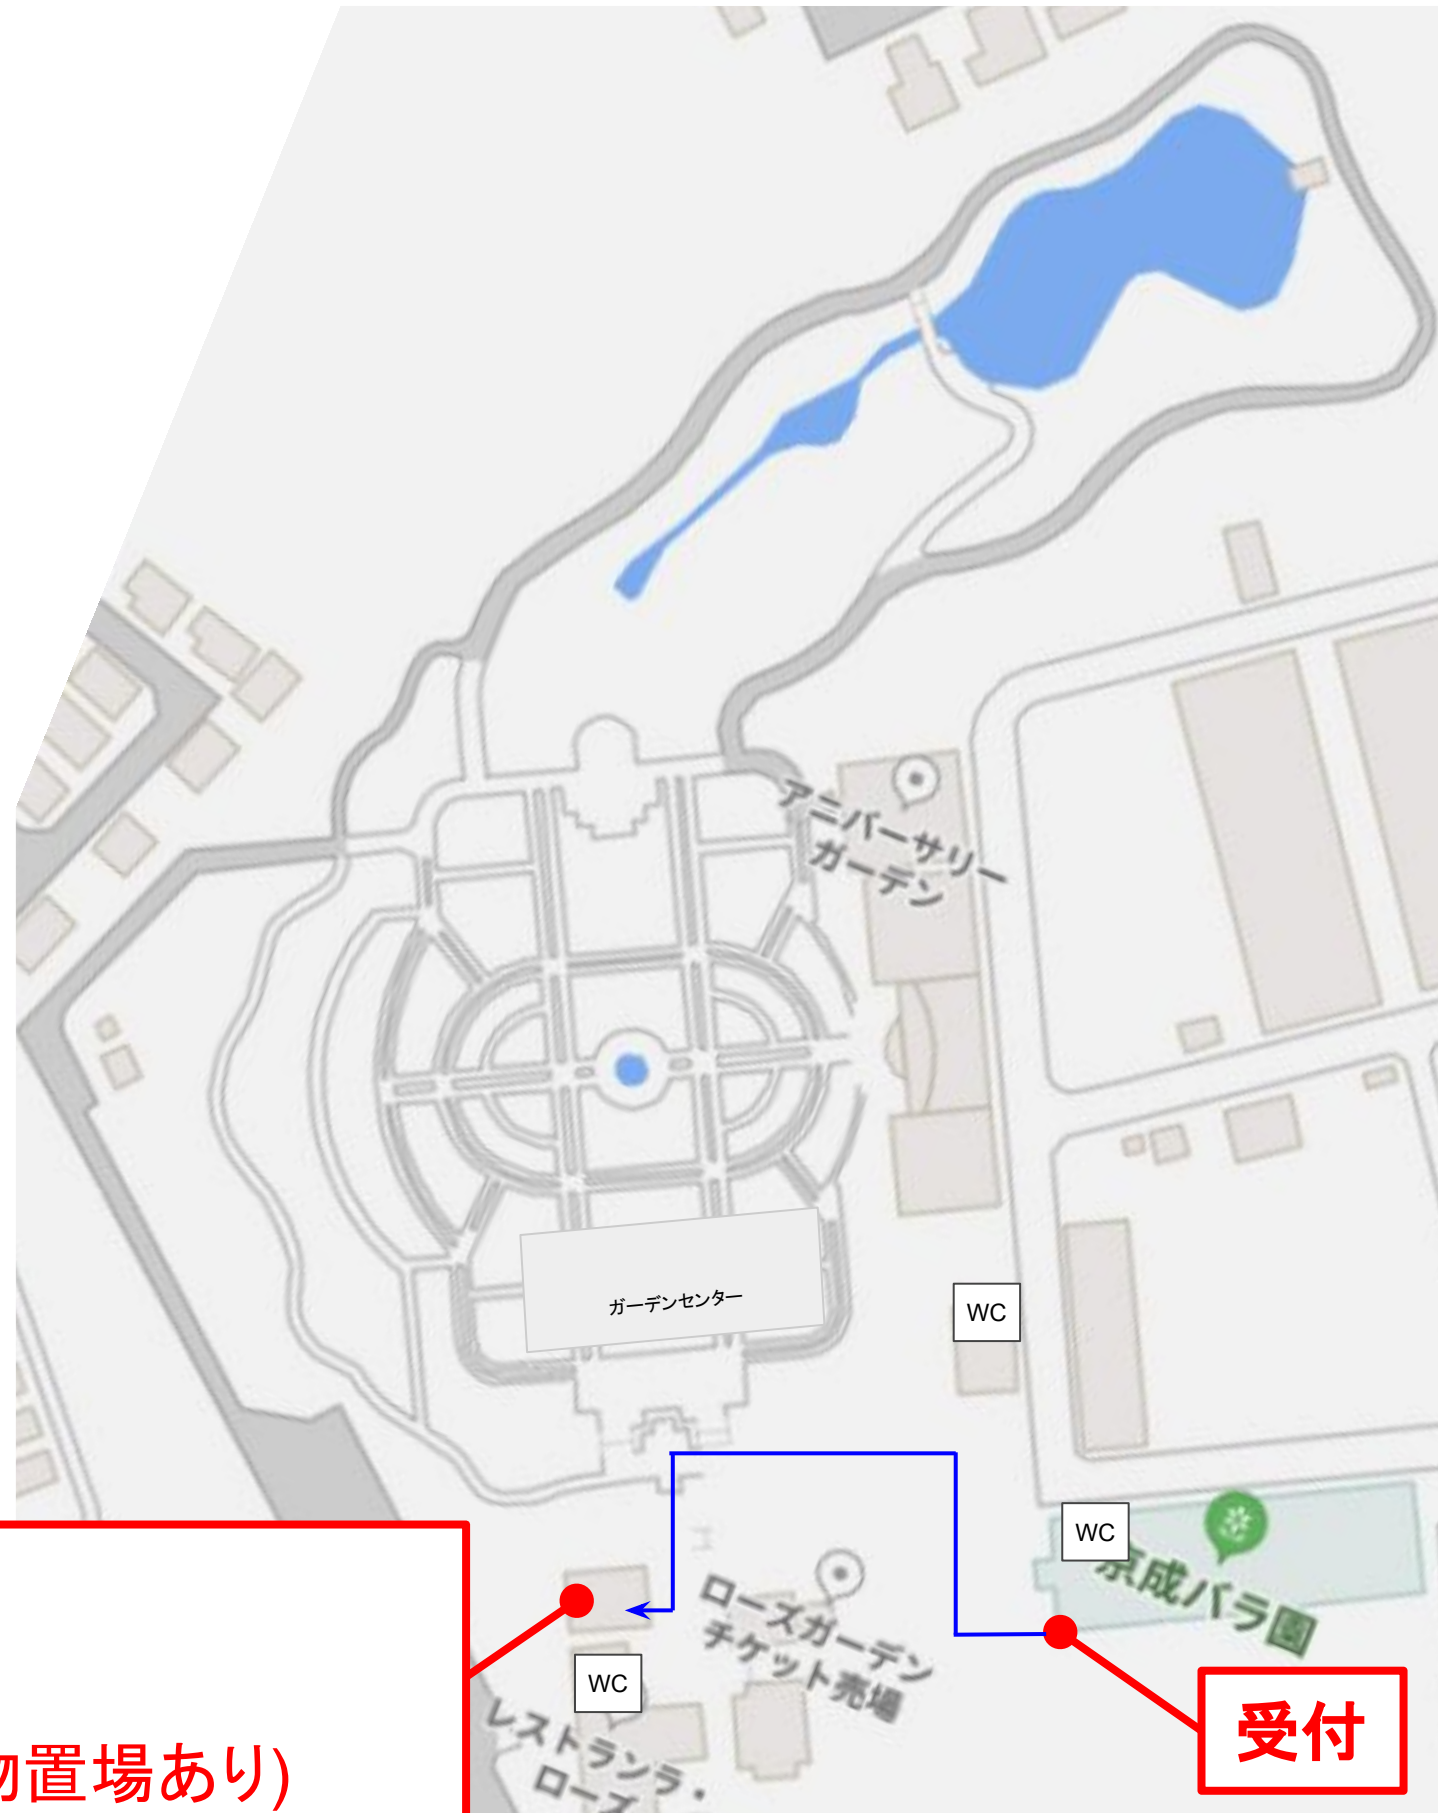 アニバーサリー
ガーデン
ガーデンセンター
WC
WC
京成バラ園
ローズガーデン
チケット売場
WC
レストランラ・
ローズ
受付
物置場あり)